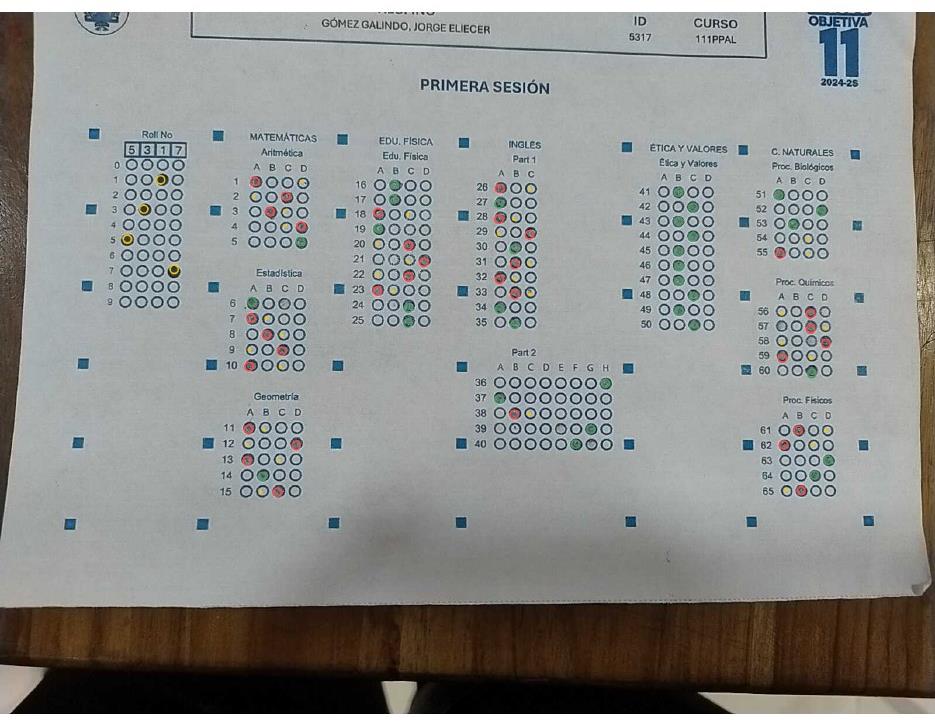 GÓMEZ GALINDO, JORGE ELIECER
ID
5317
CURSO
111PPAL
OBJETIVA
11
2024-25
PRIMERA SESIÓN
Roll No
5 3 1 7
0
1
2
3
4
5
6
7
8
9
MATEMÁTICAS
Aritmética
A B C D
1
2
3
4
5
Estadística
A B C D
6
7
8
9
10
Geometría
A B C D
11
12
13
14
15
EDU. FÍSICA
Edu. Física
A B C D
16
17
18
19
20
21
22
23
24
25
INGLÉS
Part 1
A B C
26
27
28
29
30
31
32
33
34
35
Part 2
A B C D E F G H
36
37
38
39
40
ÉTICA Y VALORES
Ética y Valores
A B C D
41
42
43
44
45
46
47
48
49
50
C. NATURALES
Proc. Biológicos
A B C D
51
52
53
54
55
Proc. Químicos
A B C D
56
57
58
59
60
Proc. Físicos
A B C D
61
62
63
64
65